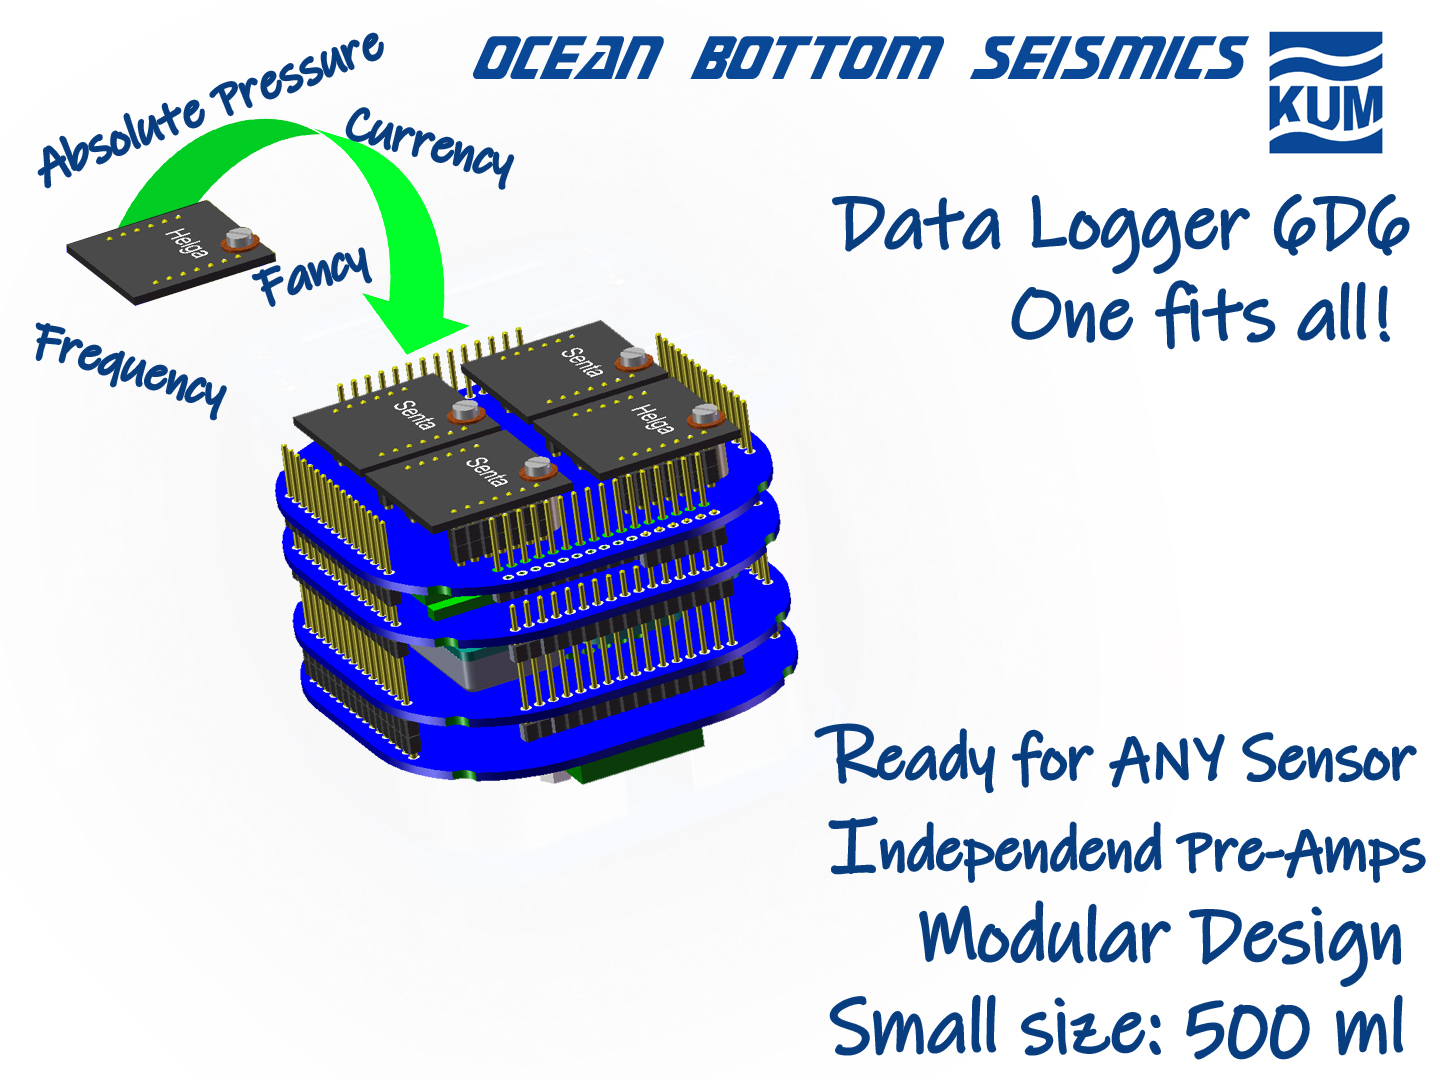 OCEAN BOTTOM SEISMICS
KUM
Absolute Pressure
Currency
Data Logger 6D6
Helga
Fancy
One fits all!
Frequency
Senta
Senta
Helga
Senta
Ready for ANY Sensor
Independend Pre-Amps
Modular Design
Small size: 500 ml